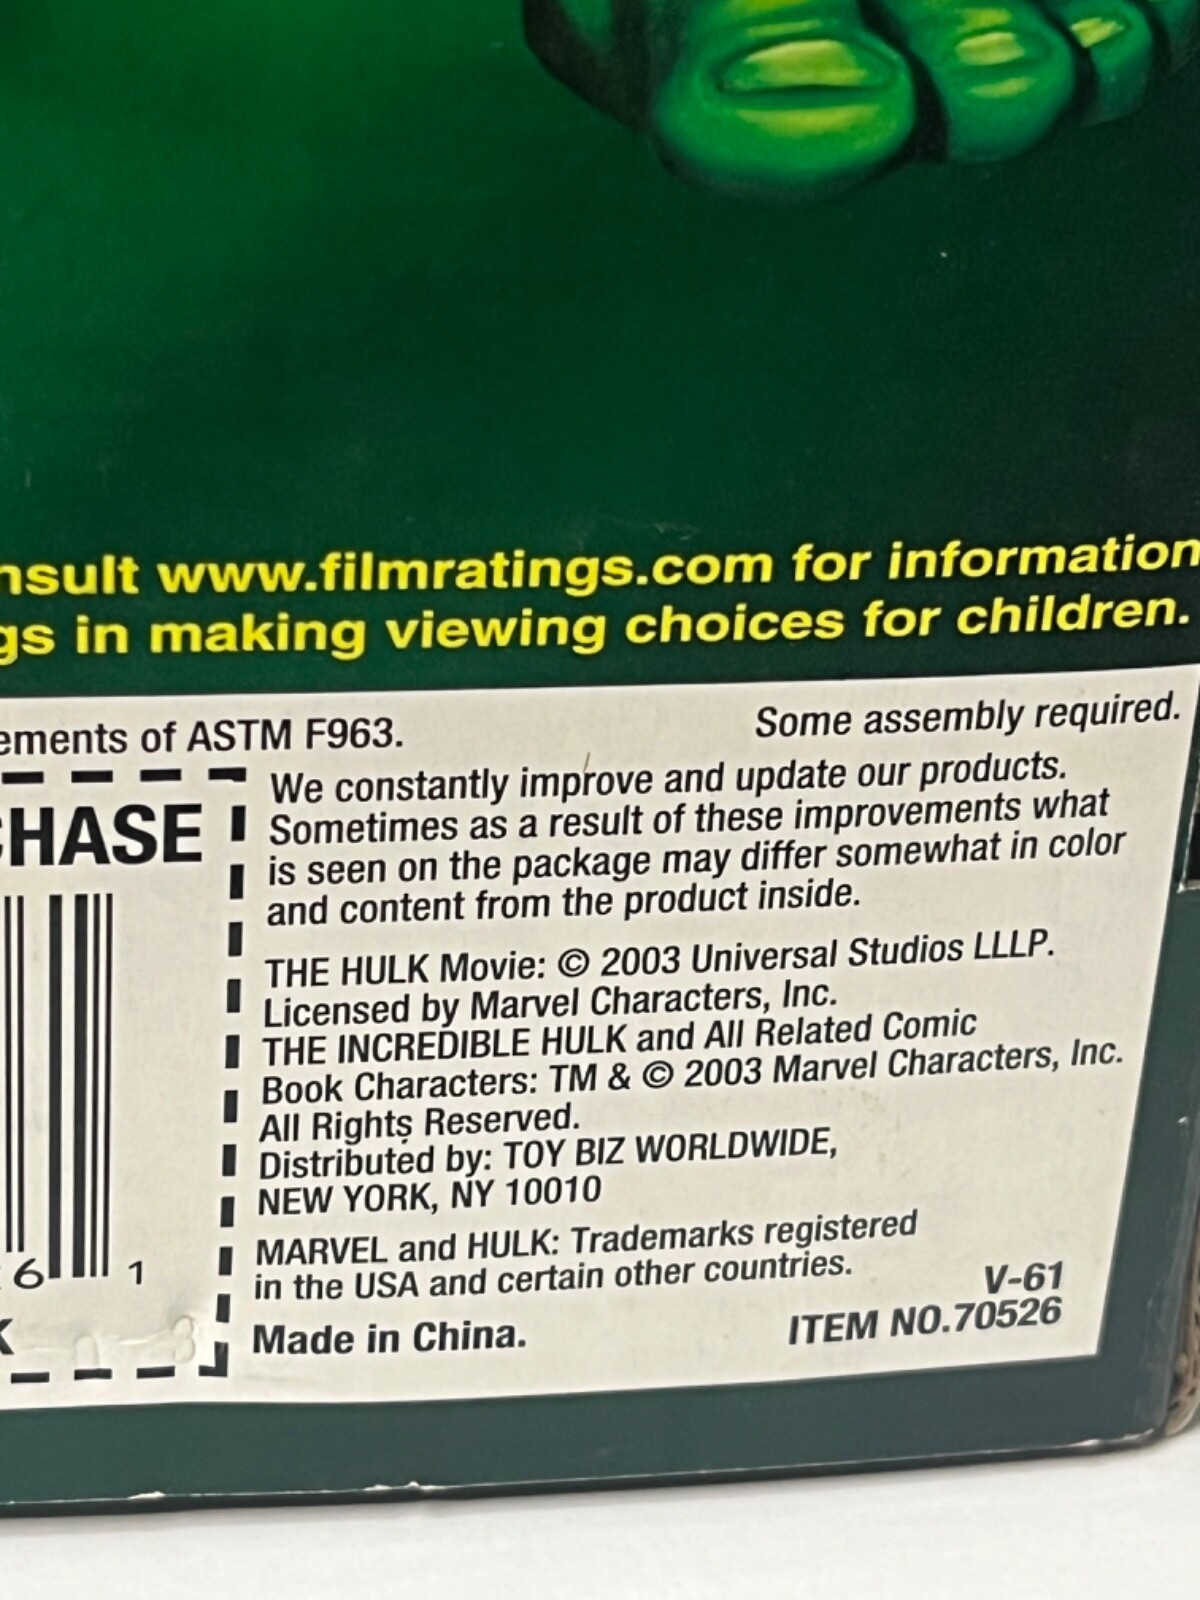 nsult www.filmratings.com for information
gs in making viewing choices for children.
ements of ASTM F963.
Some assembly required.
CHASE
We constantly improve and update our products.
Sometimes as a result of these improvements what
is seen on the package may differ somewhat in color
and content from the product inside.
THE HULK Movie: © 2003 Universal Studios LLLP.
Licensed by Marvel Characters, Inc.
THE INCREDIBLE HULK and All Related Comic
Book Characters: TM & © 2003 Marvel Characters, Inc.
All Rights Reserved.
Distributed by: TOY BIZ WORLDWIDE,
NEW YORK, NY 10010
MARVEL and HULK: Trademarks registered
in the USA and certain other countries.
6 1
K
Made in China.
V-61
ITEM NO.70526